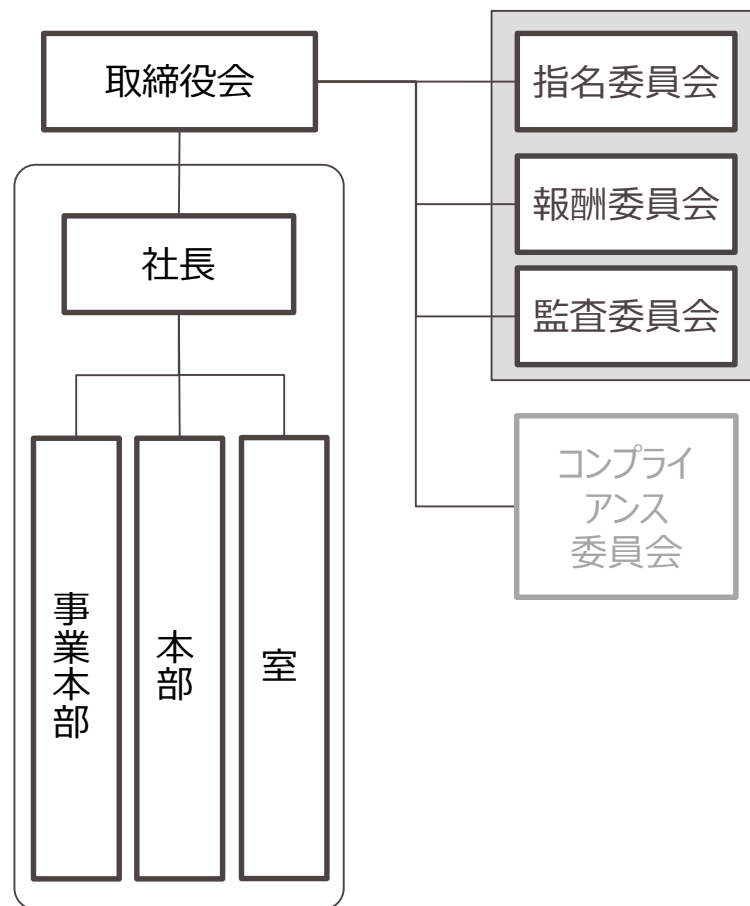 取締役会
指名委員会
報酬委員会
社長
監査委員会
コンプライ
アンス
委員会
事業本部
本部
室